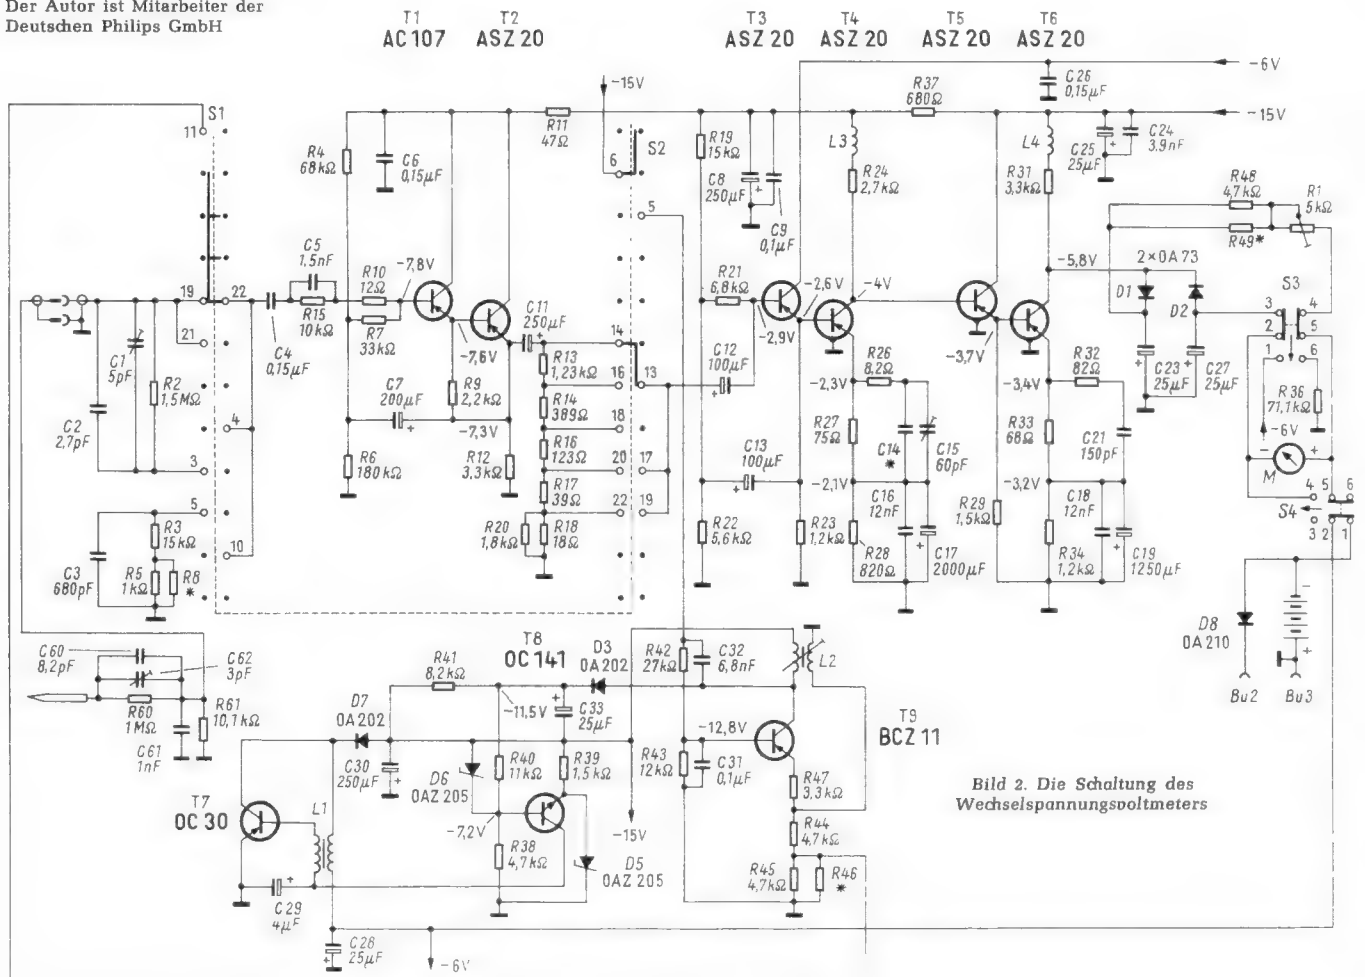 Der Autor ist Mitarbeiter der
Deutschen Philips GmbH
T1
AC 107
T2
ASZ 20
T3
ASZ 20
T4
ASZ 20
T5
ASZ 20
T6
ASZ 20
-6V
-15V
C26
0,15µF
R37
680Ω
-15V
C25
25µF
C24
3.9nF
S1
11
R4
68kΩ
C6
0,15µF
R11
47Ω
6
S2
5
R19
15kΩ
C8
250µF
C9
0,1µF
L3
R24
2,7kΩ
L4
R31
3,3kΩ
R48
4,7kΩ
R49*
R1
5kΩ
19
22
C5
1,5nF
R15
10kΩ
C4
0,15µF
R10
12Ω
R7
33kΩ
-7,8V
-7,6V
C11
250µF
14
13
R21
6,8kΩ
-2,6V
-2,9V
-4V
-3,7V
-5,8V
2×OA73
D1
D2
S3
3
4
2
5
1
6
21
C1
5pF
R2
1,5MΩ
C2
2,7pF
4
3
C7
200µF
R9
2,2kΩ
-7,3V
R12
3,3kΩ
R6
180kΩ
R13
1,23kΩ
16
R14
389Ω
18
R16
123Ω
20
17
R17
39Ω
22
19
R20
1,8kΩ
R18
18Ω
C12
100µF
C13
100µF
R22
5,6kΩ
R23
1,2kΩ
-2,3V
R26
8,2Ω
R27
75Ω
C14
*
C15
60pF
-2,1V
C16
12nF
C17
2000µF
R28
820Ω
R29
1,5kΩ
-3,4V
R32
82Ω
R33
68Ω
C21
150pF
-3,2V
C18
12nF
C19
1250µF
R34
1,2kΩ
C23
25µF
C27
25µF
R36
71,1kΩ
-6V
-
+
M
4
5
6
S4
3
2
1
5
R3
15kΩ
10
C3
680pF
R5
1kΩ
R8
*
D8
OA210
Bu2
Bu3
C60
8,2pF
C62
3pF
R60
1MΩ
R61
10,1kΩ
C61
1nF
T8
OC 141
D3
OA202
R41
8,2kΩ
R42
27kΩ
C32
6,8nF
L2
D7
OA202
-11,5V
C33
25µF
-12,8V
T9
BCZ 11
C30
250µF
D6
OAZ 205
R40
11kΩ
R39
1,5kΩ
R43
12kΩ
C31
0,1µF
R47
3,3kΩ
T7
OC 30
L1
-7,2V
-15V
R38
4,7kΩ
D5
OAZ 205
R44
4,7kΩ
R45
4,7kΩ
R46
*
C29
4µF
C28
25µF
-6V
Bild 2. Die Schaltung des
Wechselspannungsvoltmeters